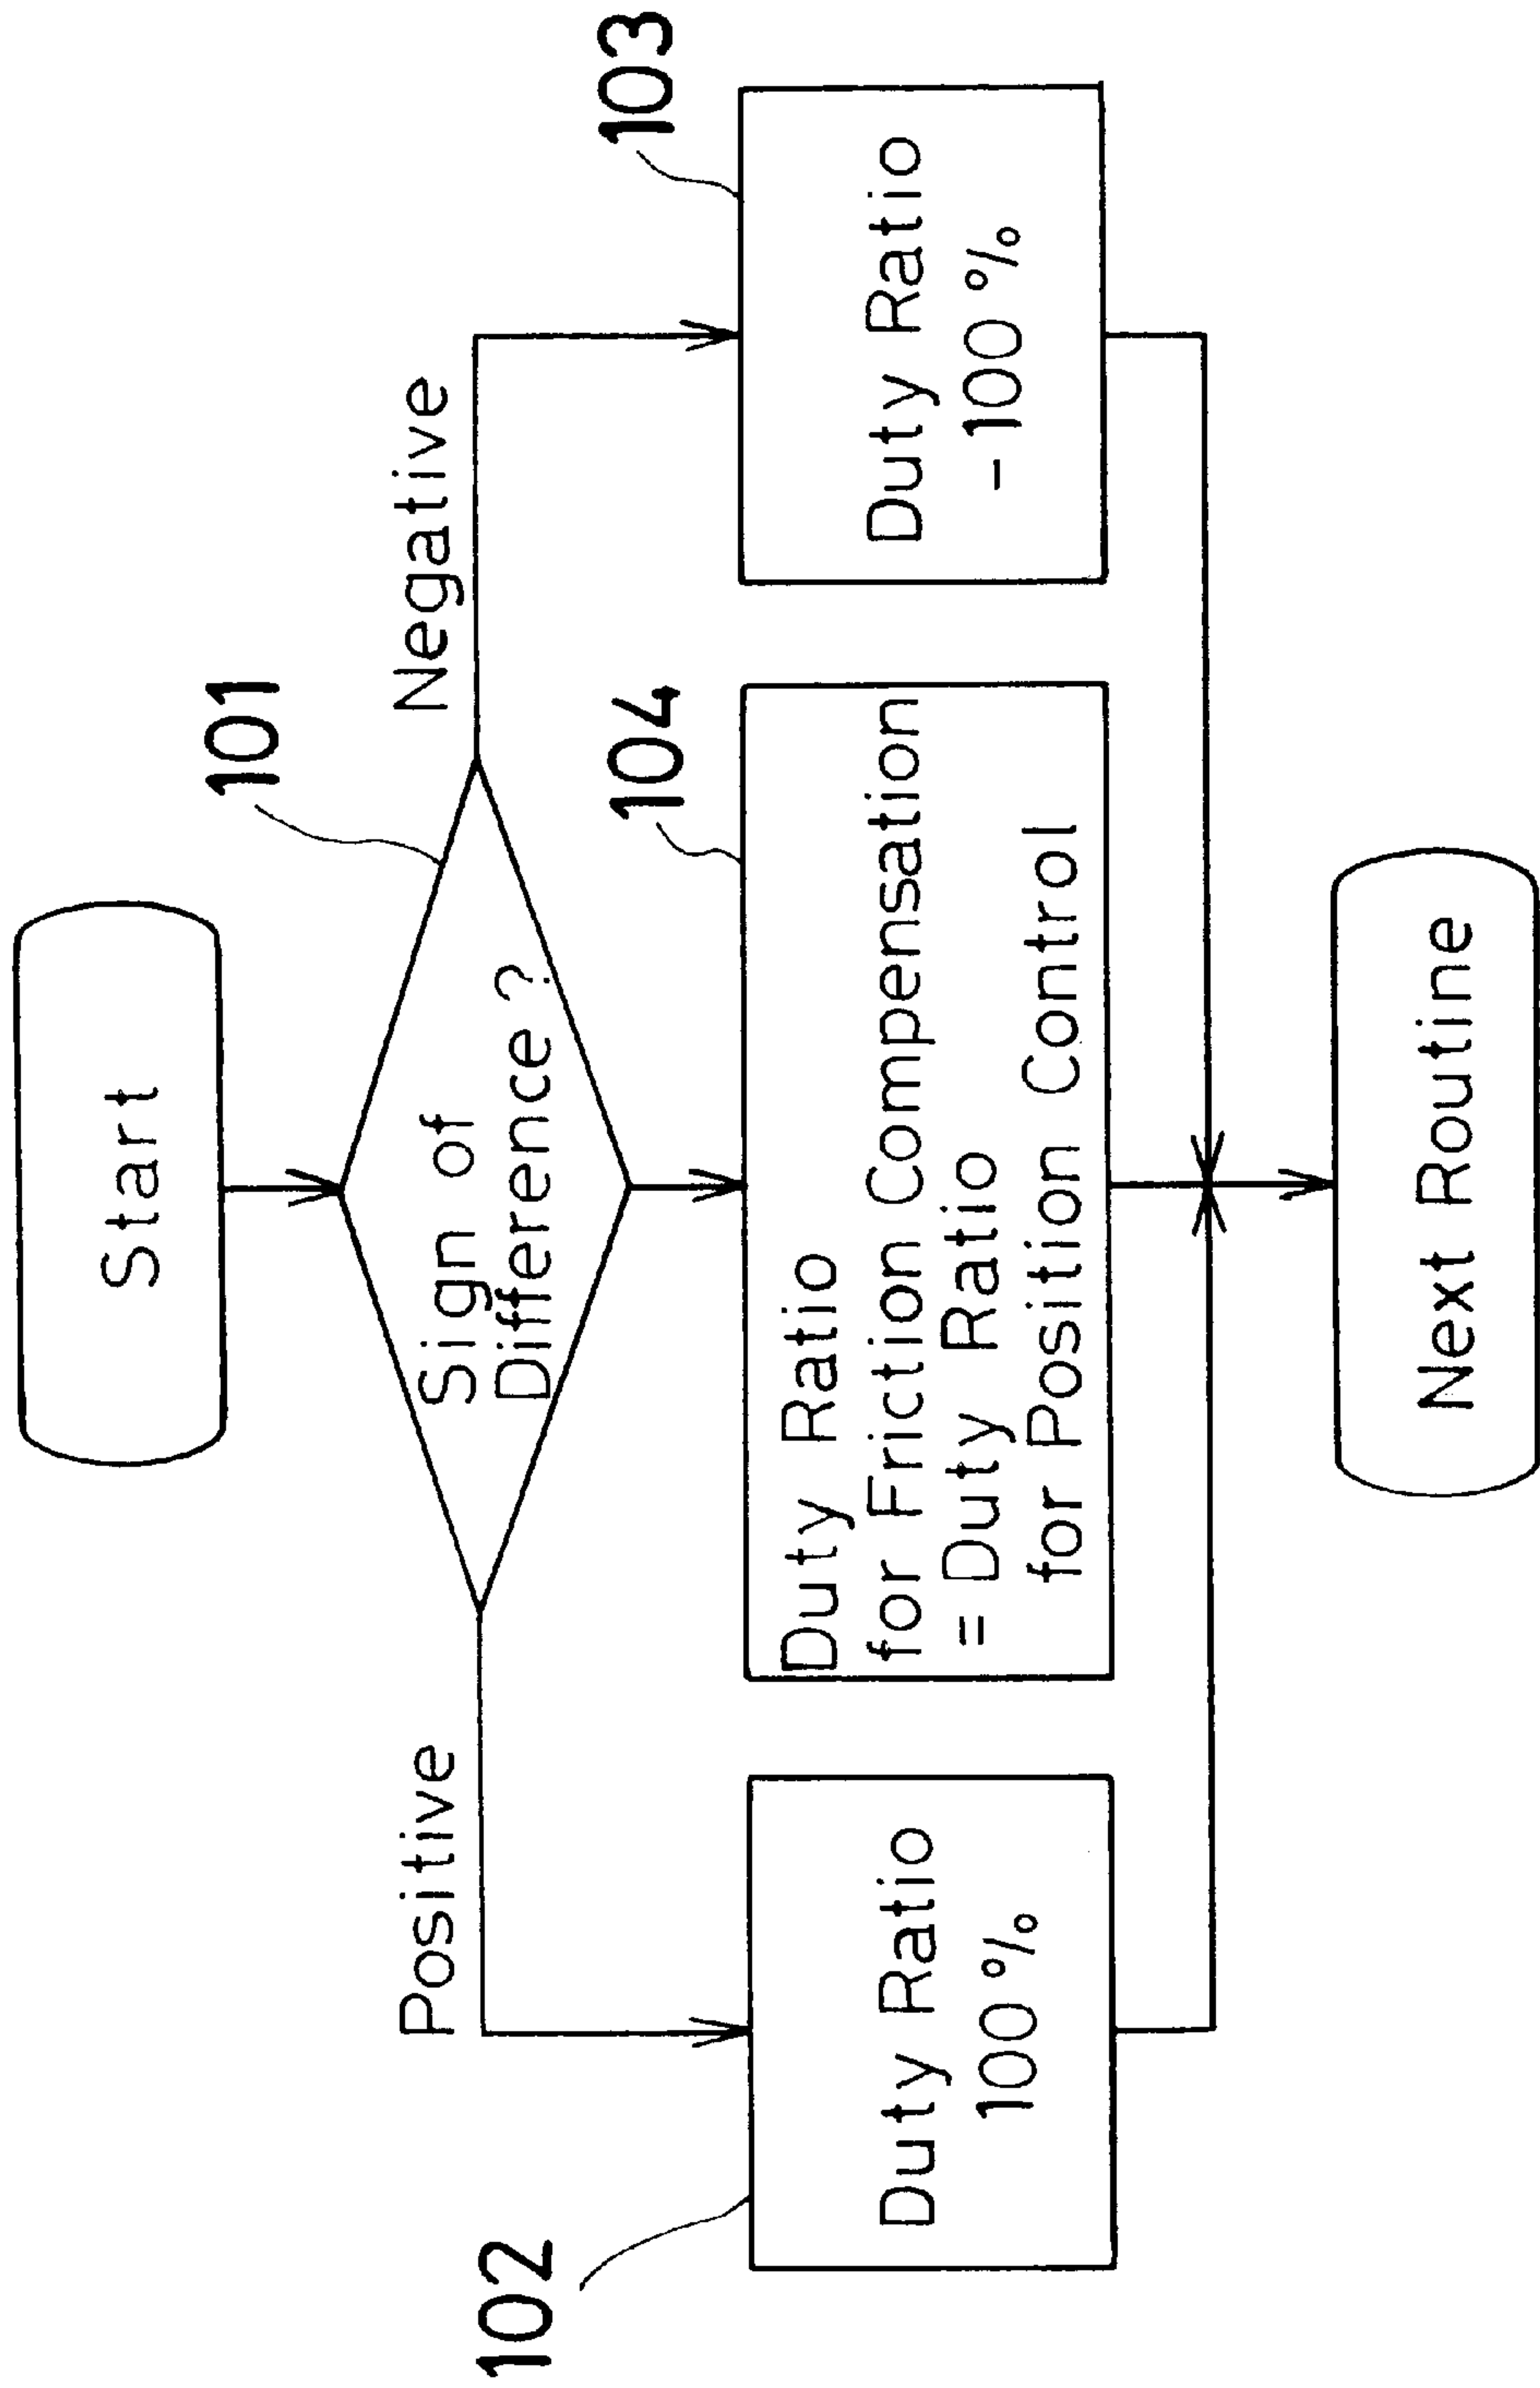 Start
101
Sign of
Difference ?
Positive
Negative
102
Duty Ratio
100 %
104
Duty Ratio
for Friction Compensation
= Duty Ratio
for Position Control
103
Duty Ratio
- 100 %
Next Routine